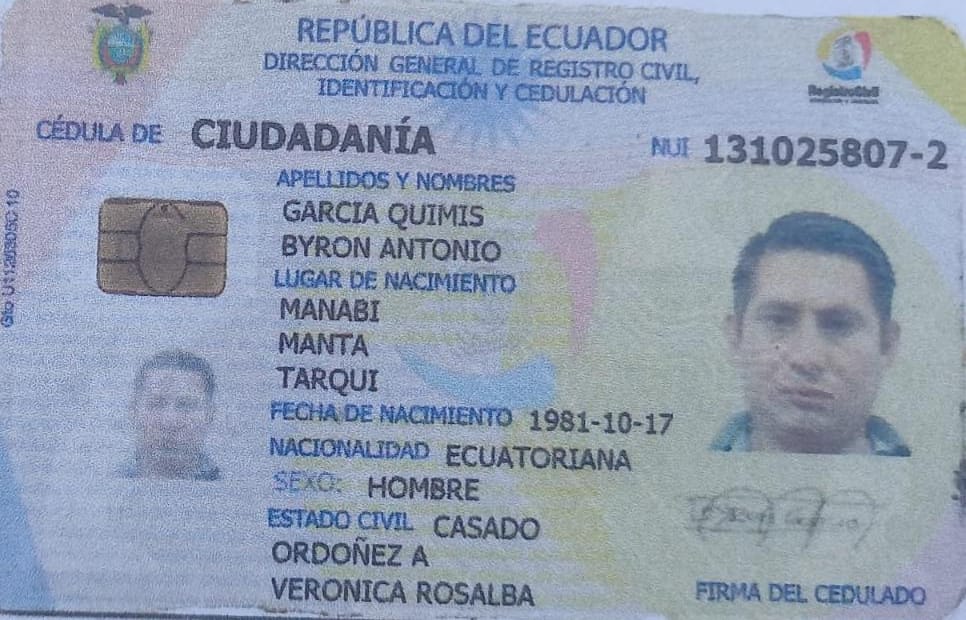 REPÚBLICA DEL ECUADOR
DIRECCIÓN GENERAL DE REGISTRO CIVIL,
IDENTIFICACIÓN Y CEDULACIÓN
RegistroCivil
CÉDULA DE CIUDADANÍA
NUI 131025807-2
APELLIDOS Y NOMBRES
GARCIA QUIMIS
BYRON ANTONIO
LUGAR DE NACIMIENTO
MANABI
MANTA
TARQUI
FECHA DE NACIMIENTO 1981-10-17
NACIONALIDAD ECUATORIANA
SEXO: HOMBRE
ESTADO CIVIL CASADO
ORDOÑEZ A
VERONICA ROSALBA
FIRMA DEL CEDULADO